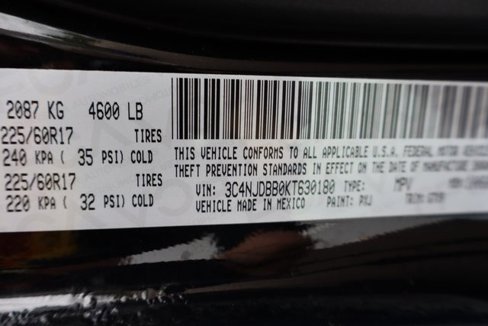 2087 KG 4600 LB
225/60R17 TIRES
240 KPA ( 35 PSI) COLD
225/60R17 TIRES
220 KPA ( 32 PSI) COLD
THIS VEHICLE CONFORMS TO ALL APPLICABLE U.S.A. FEDERAL MOTOR VEHICLE
THEFT PREVENTION STANDARDS IN EFFECT ON THE DATE OF
VIN: 3C4NJDBB0KT630180 TYPE: MPV
VEHICLE MADE IN MEXICO PAINT: PXJ TRIM: